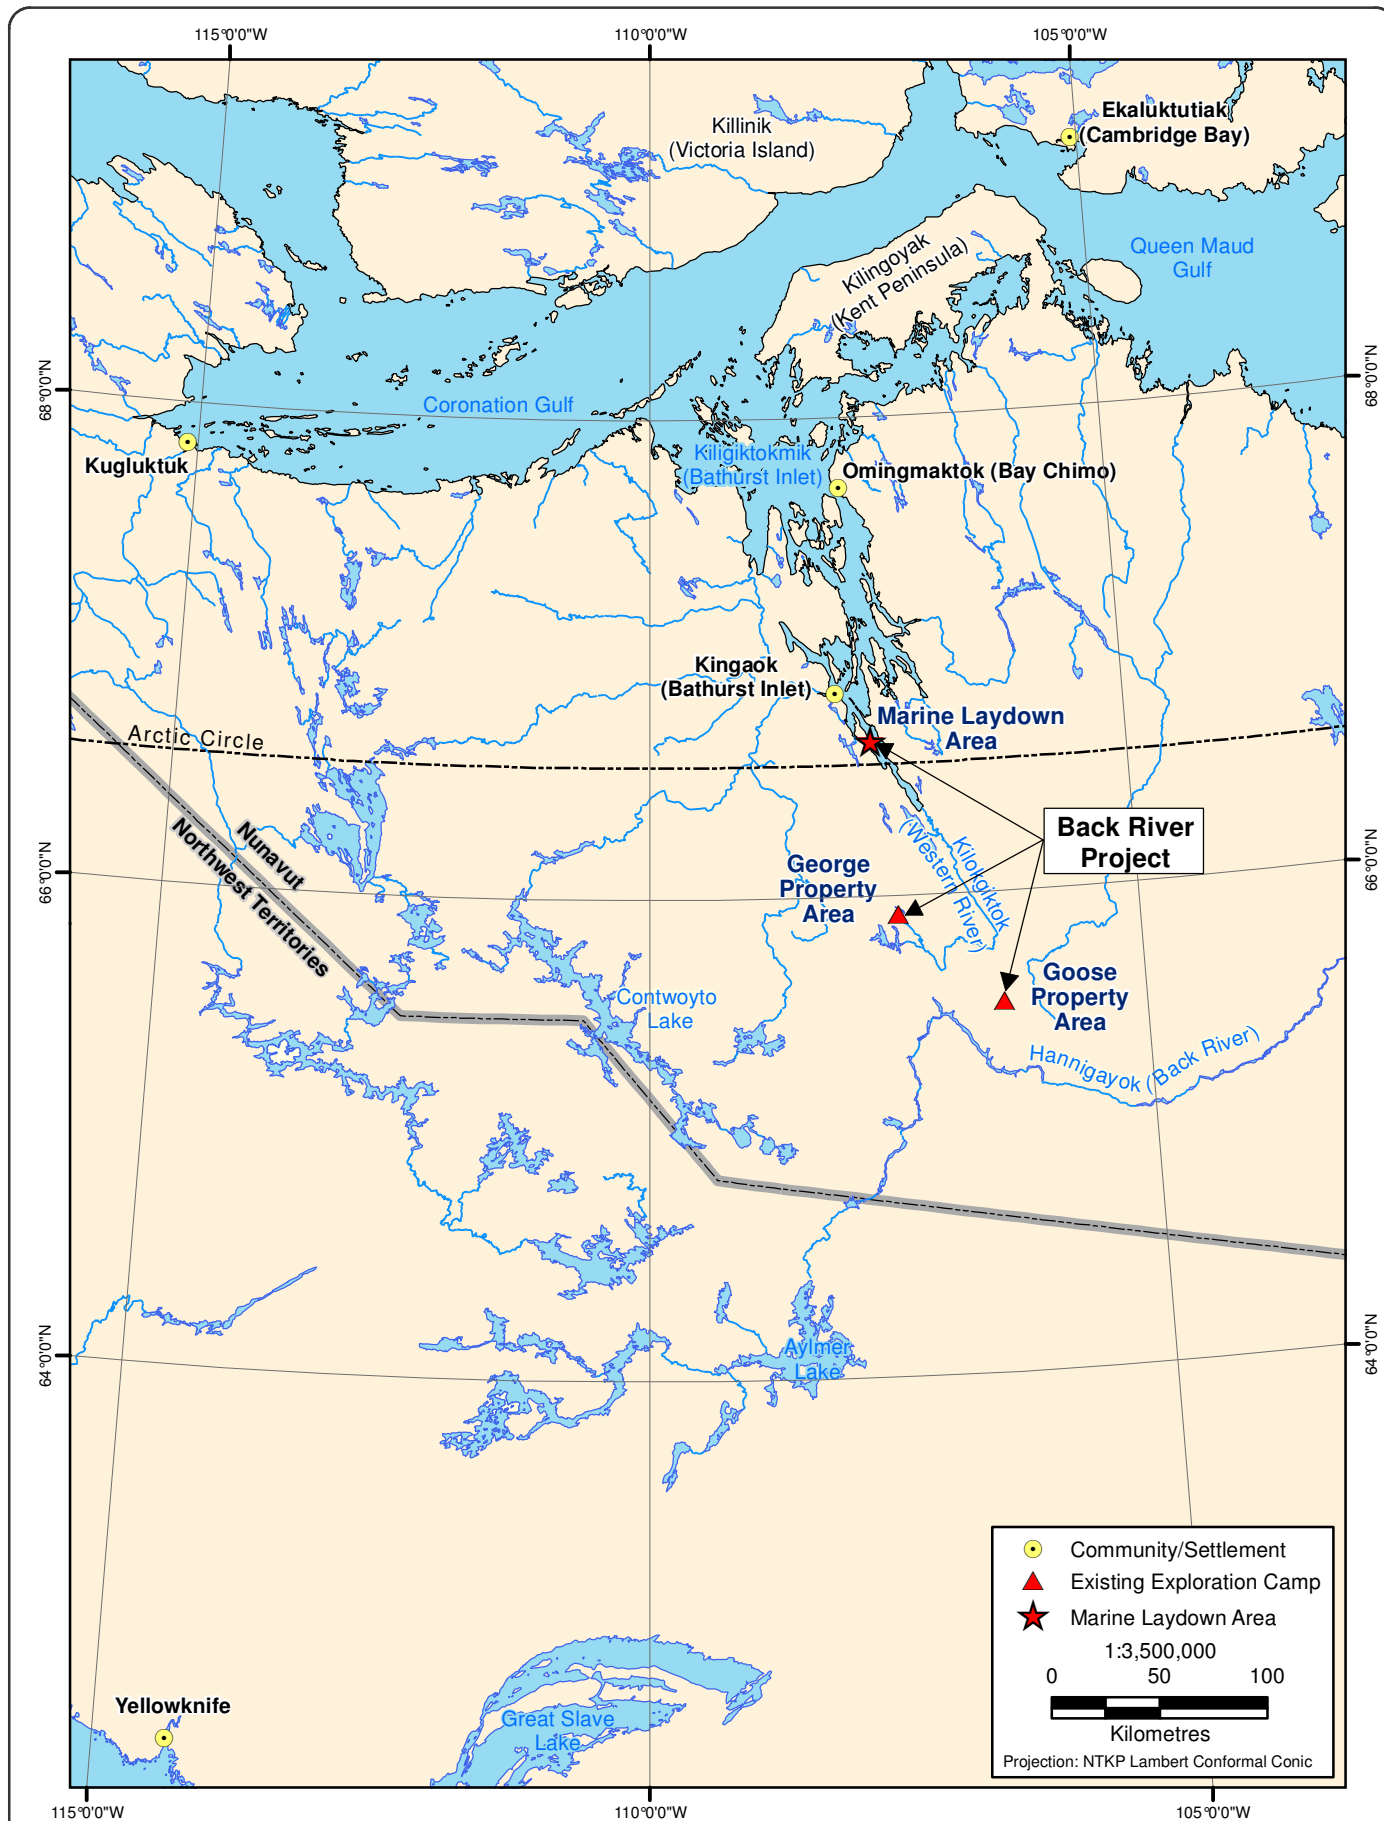 115°0'0"W
110°0'0"W
105°0'0"W
Ekaluktutiak
(Cambridge Bay)
Killinik
(Victoria Island)
Queen Maud
Gulf
Kilingoyak
(Kent Peninsula)
68°0'0"N
68°0'0"N
Coronation Gulf
Kugluktuk
Kiligiktokmik
(Bathurst Inlet)
Omingmaktok (Bay Chimo)
Kingaok
(Bathurst Inlet)
Marine Laydown
Area
Arctic Circle
Back River
Project
Nunavut
Northwest Territories
George
Property
Area
Kilokgiktok
(Western River)
66°0'0"N
66°0'0"N
Goose
Property
Area
Contwoyto
Lake
Hannigayok (Back River)
64°0'0"N
64°0'0"N
Aylmer
Lake
Community/Settlement
Existing Exploration Camp
Marine Laydown Area
1:3,500,000
0 50 100
Kilometres
Projection: NTKP Lambert Conformal Conic
Yellowknife
Great Slave
Lake
115°0'0"W
110°0'0"W
105°0'0"W